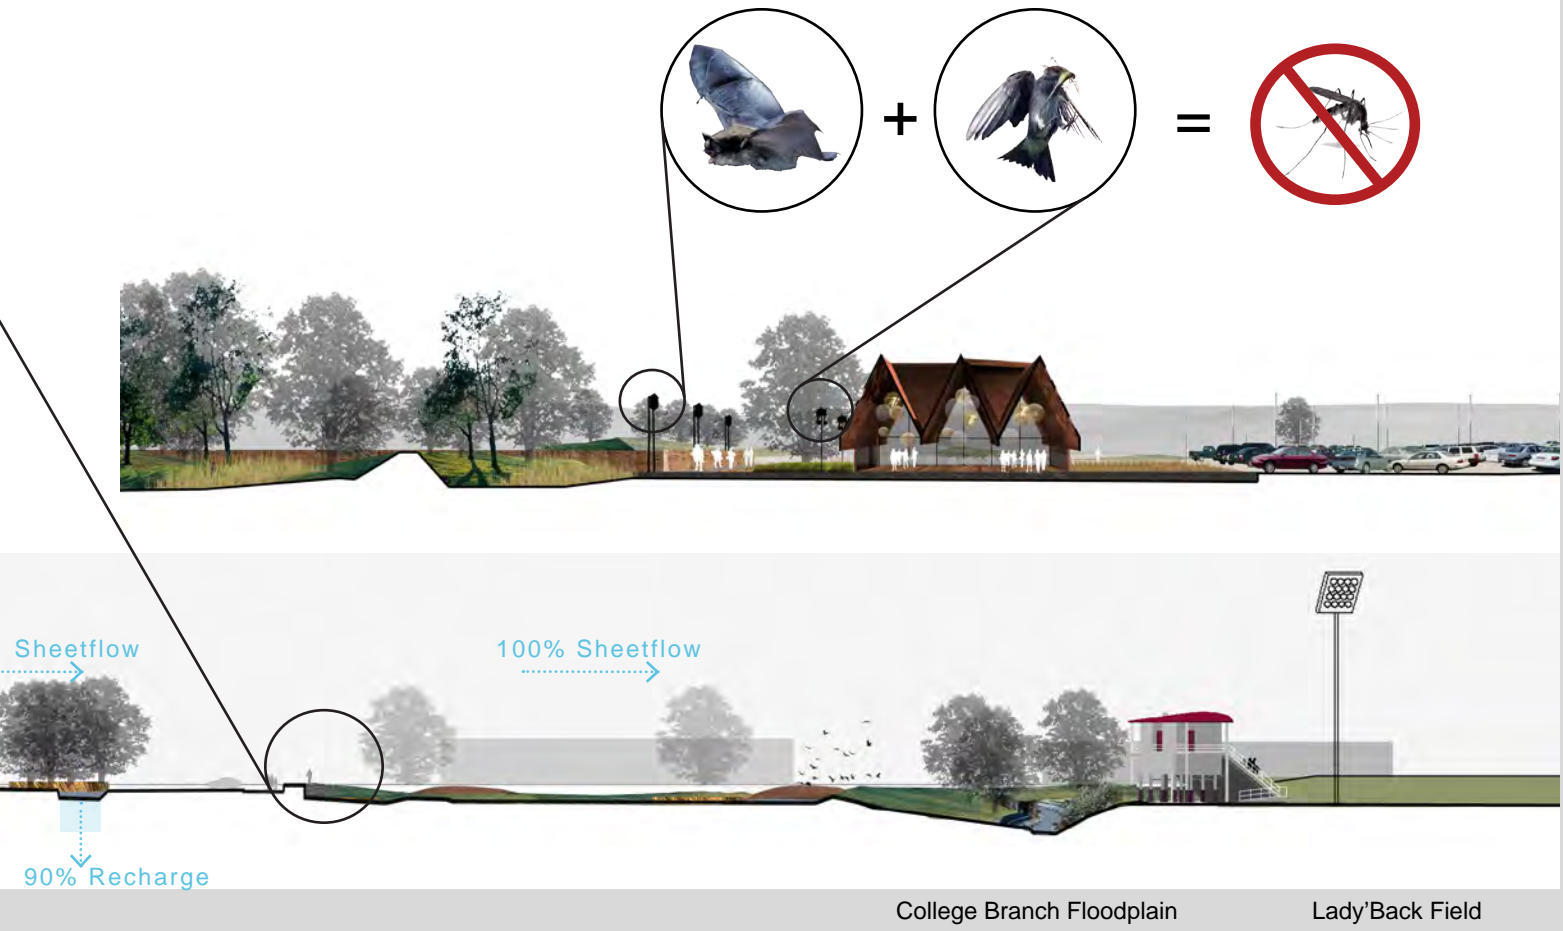 + =
Sheetflow
100% Sheetflow
90% Recharge
College Branch Floodplain
Lady'Back Field